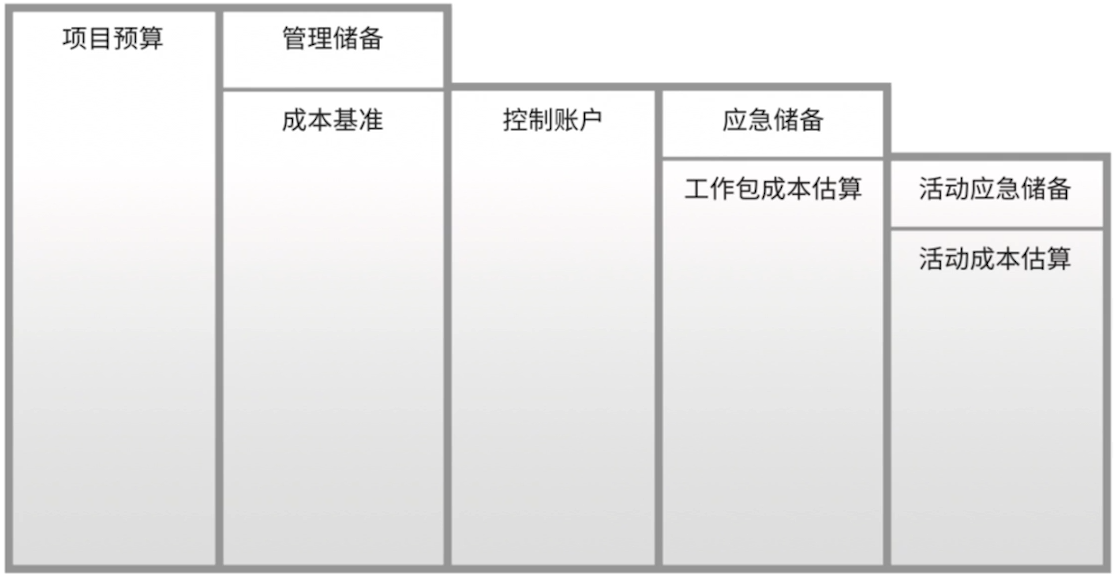 项目预算
管理储备
成本基准
控制账户
应急储备
工作包成本估算
活动应急储备
活动成本估算